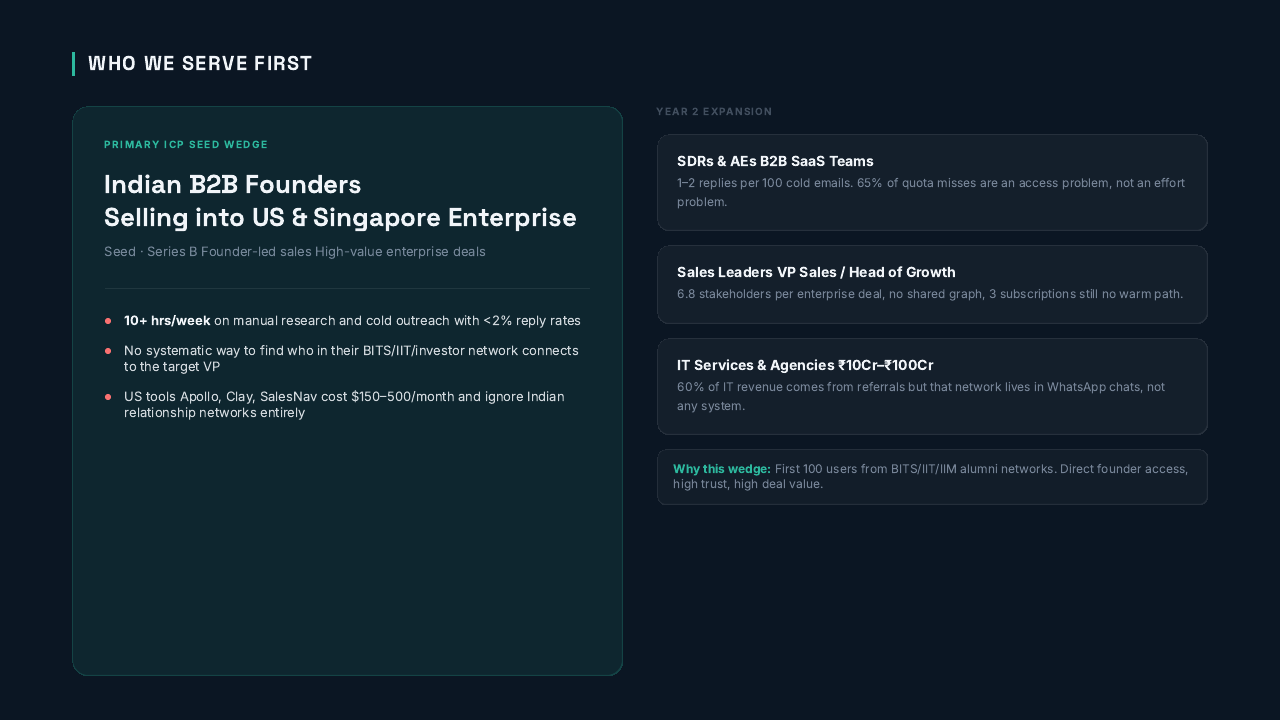 WHO WE SERVE FIRST
PRIMARY ICP SEED WEDGE
Indian B2B Founders
Selling into US & Singapore Enterprise
Seed · Series B Founder-led sales High-value enterprise deals
10+ hrs/week on manual research and cold outreach with <2% reply rates
No systematic way to find who in their BITS/IIT/investor network connects
to the target VP
US tools Apollo, Clay, SalesNav cost $150–500/month and ignore Indian
relationship networks entirely
YEAR 2 EXPANSION
SDRs & AEs B2B SaaS Teams
1–2 replies per 100 cold emails. 65% of quota misses are an access problem, not an effort
problem.
Sales Leaders VP Sales / Head of Growth
6.8 stakeholders per enterprise deal, no shared graph, 3 subscriptions still no warm path.
IT Services & Agencies ₹10Cr–₹100Cr
60% of IT revenue comes from referrals but that network lives in WhatsApp chats, not
any system.
Why this wedge: First 100 users from BITS/IIT/IIM alumni networks. Direct founder access,
high trust, high deal value.